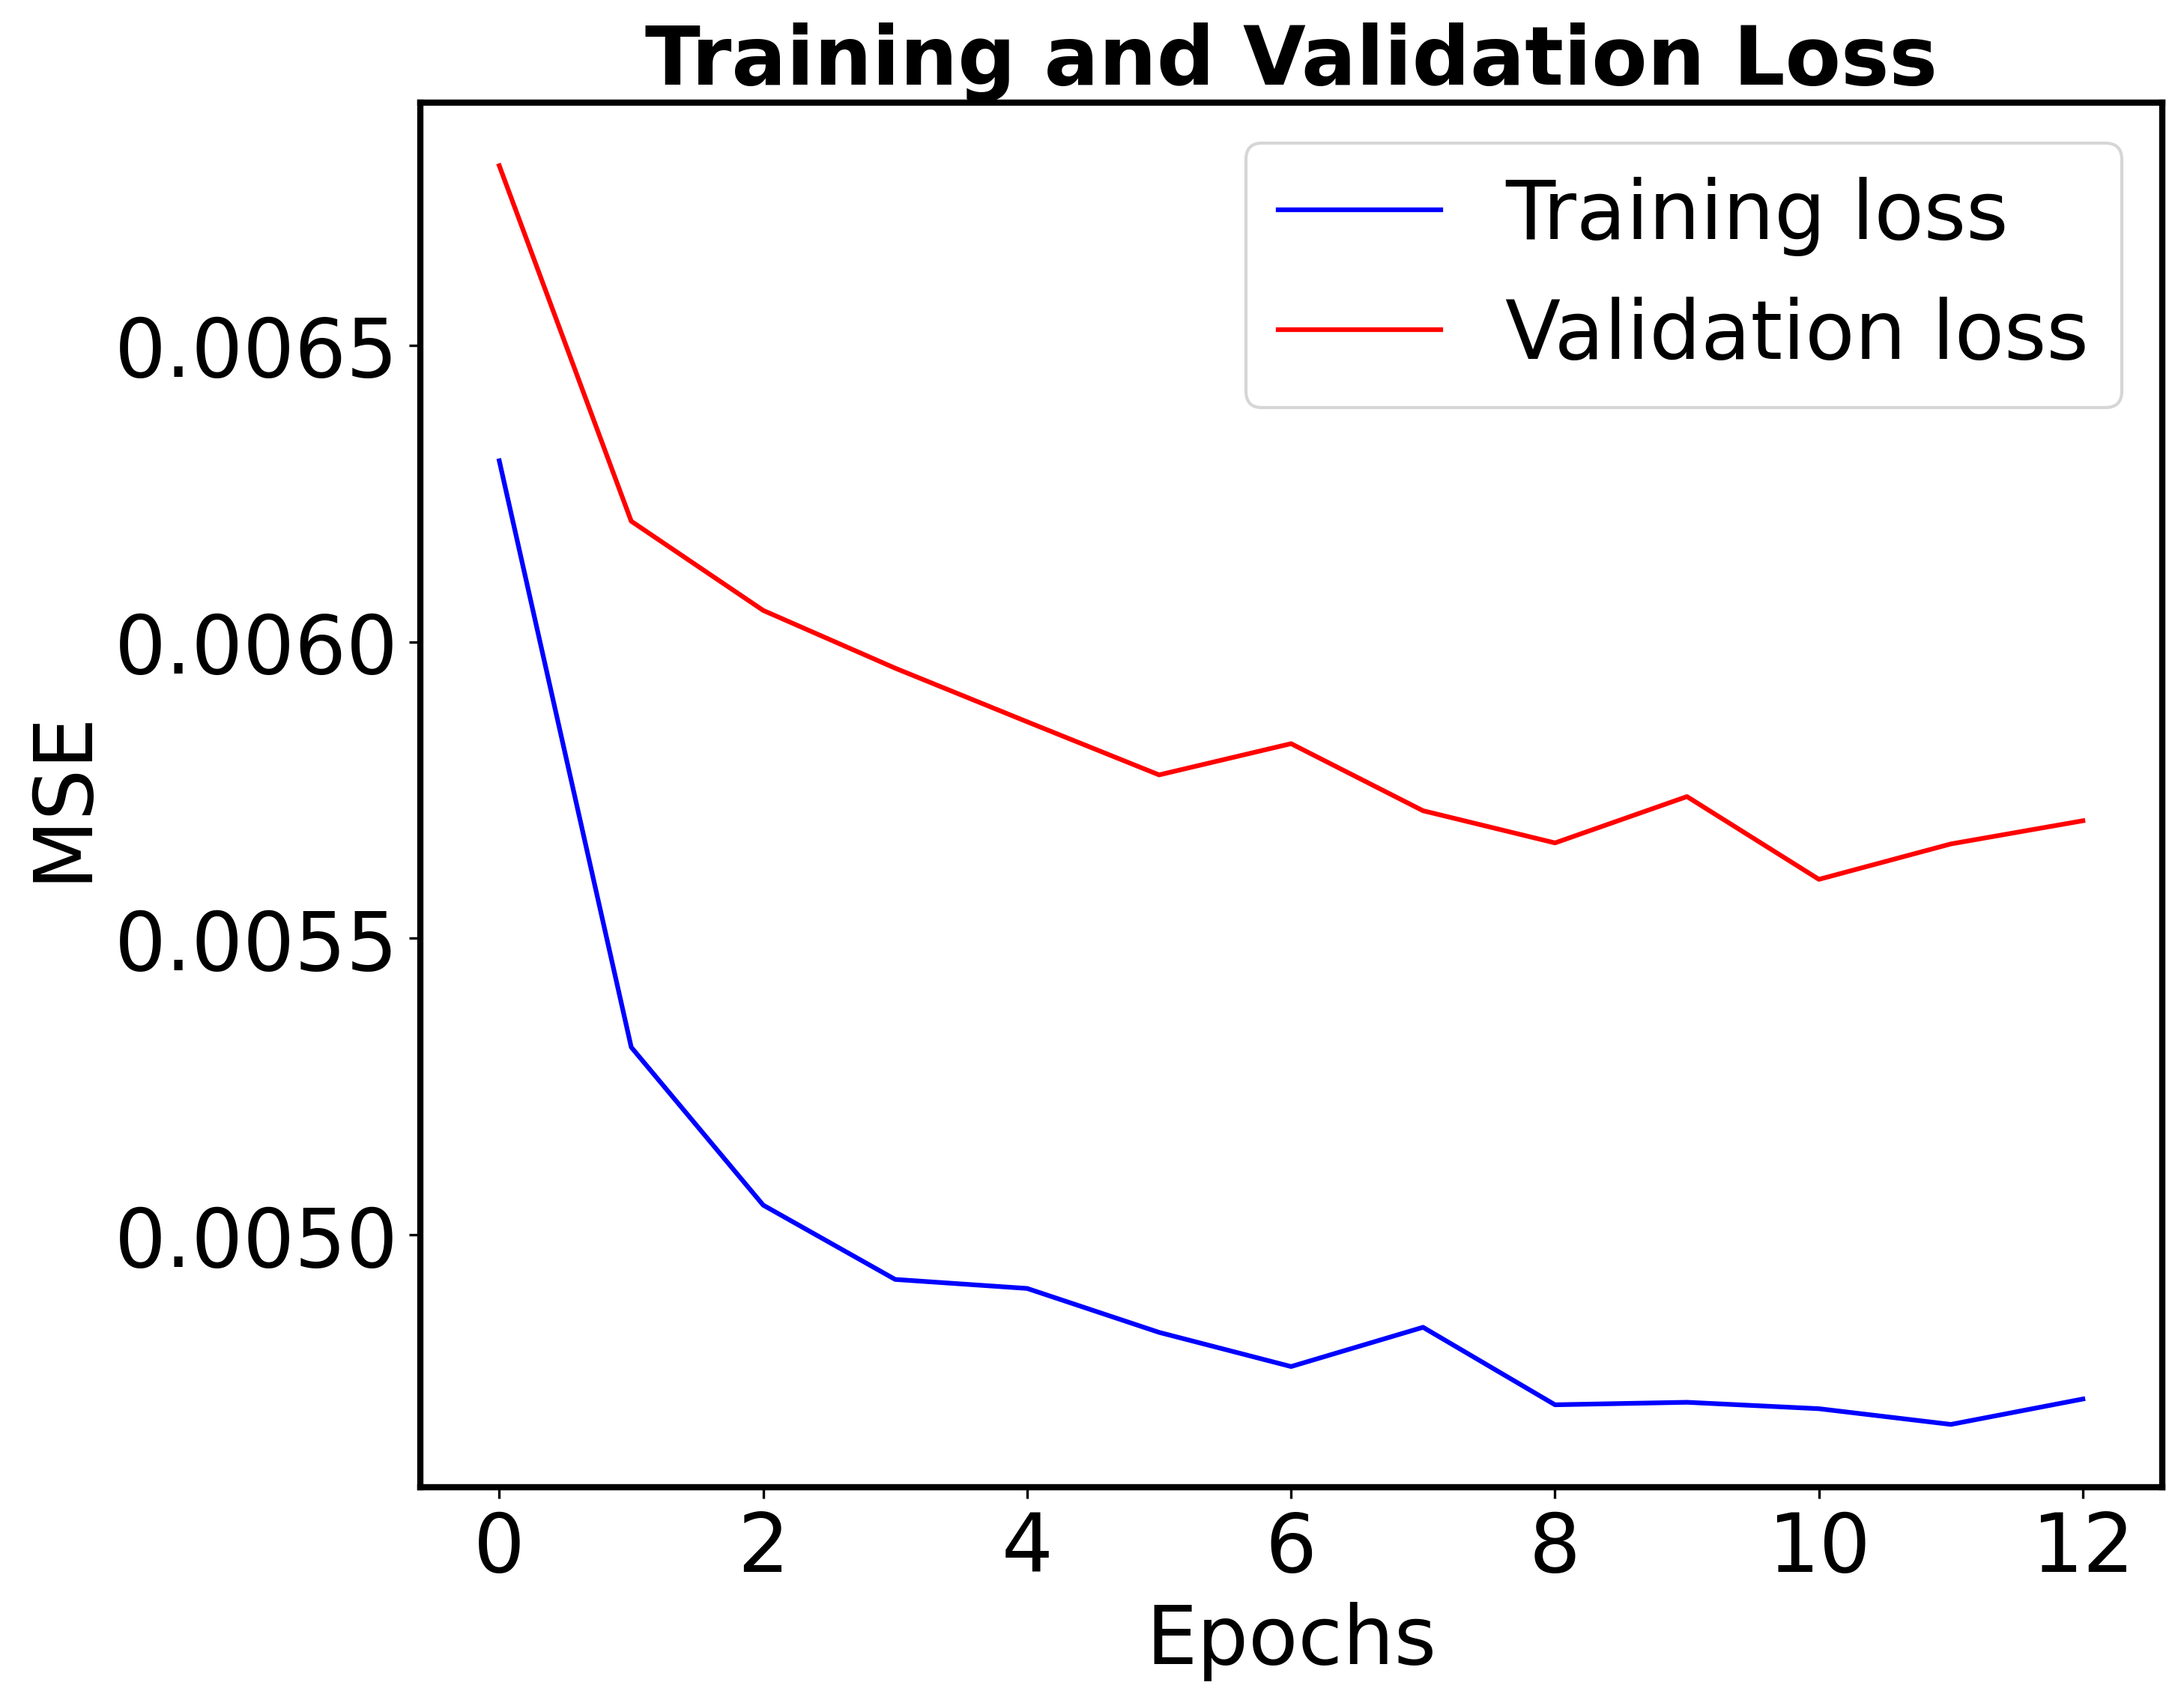 Training and Validation Loss
Training loss
Validation loss
0.0065
0.0060
0.0055
0.0050
MSE
0 2 4 6 8 10 12
Epochs